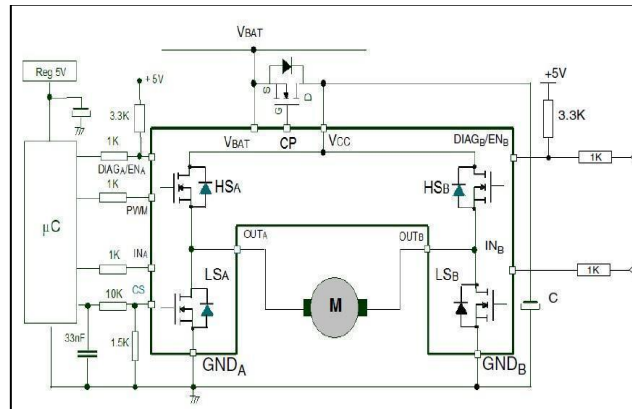 VBAT
Reg 5V
+5V
S
D
G
+5V
3.3K
3.3K
1K
VBAT
CP
VCC
DIAGB/ENB
1K
DIAGA/ENA
1K
HSA
HSB
PWM
µC
OUTA
OUTB
INB
1K
INA
LSA
LSB
1K
10K
CS
M
C
33nF
1.5K
GNDA
GNDB